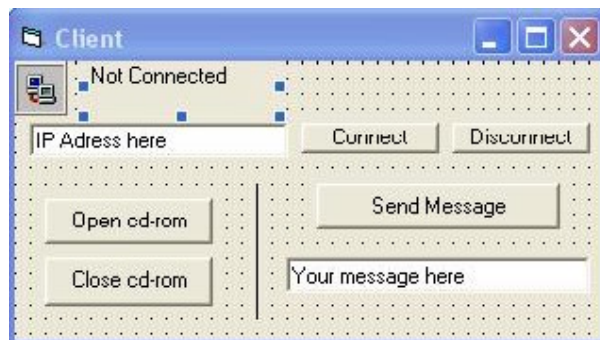 Client
Not Connected
IP Adress here
Connect
Disconnect
Open cd-rom
Send Message
Close cd-rom
Your message here